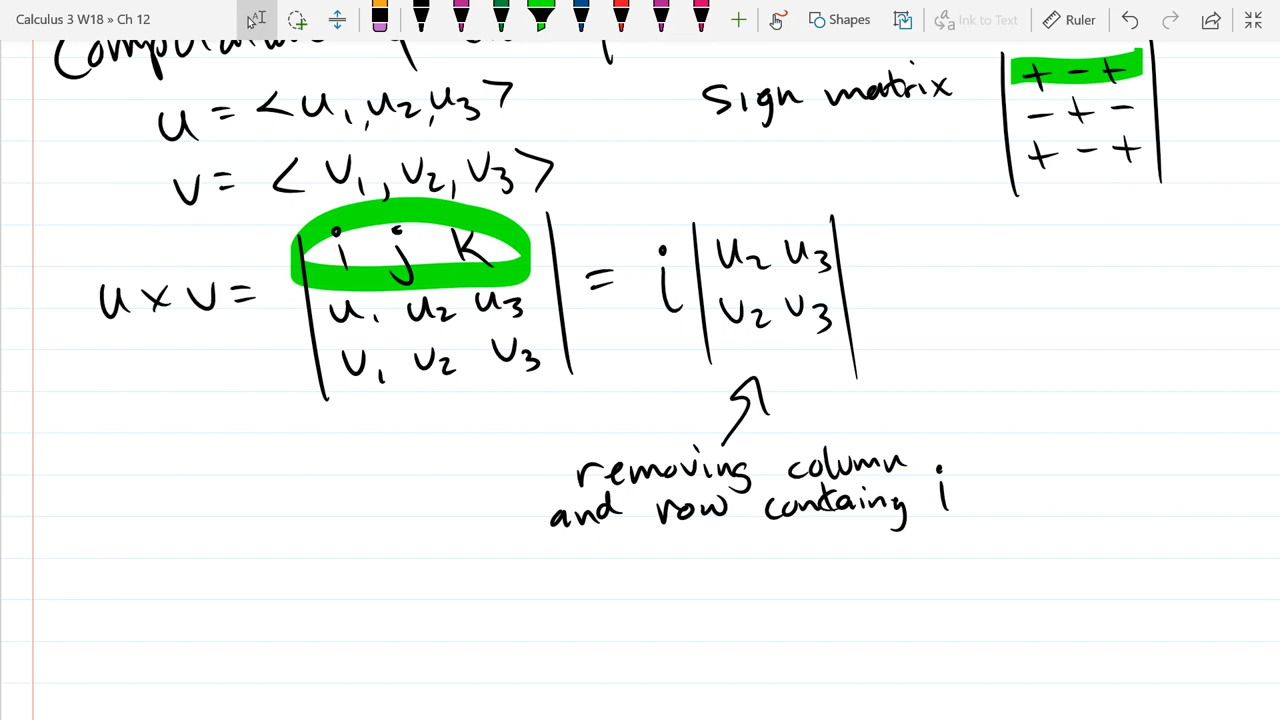 Calculus 3 W18 » Ch 12
Ink to Text
Shapes
Ruler
u = <u1, u2, u3>
sign matrix
+ - +
- + -
+ - +
v = <v1, v2, v3>
u x v = | i j k | = i | u2 u3 |
u1 u2 u3
v2 v3
v1 v2 v3
removing column
and row containg i